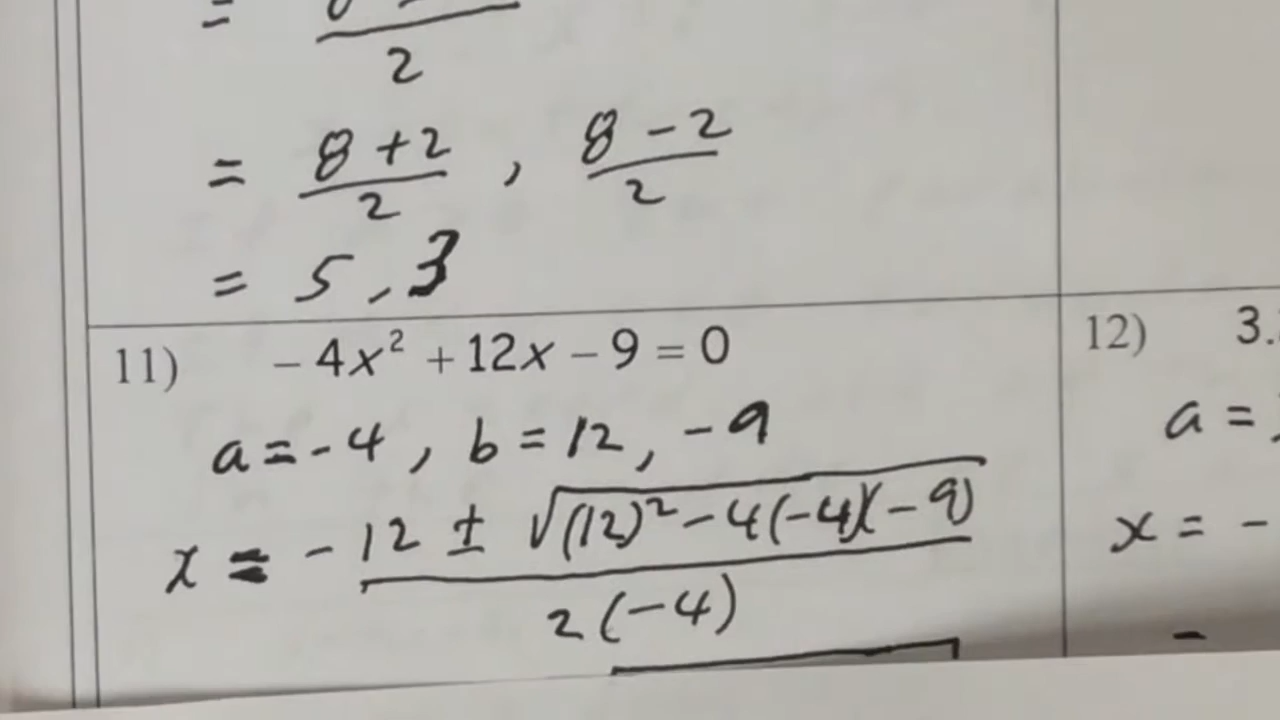 =
2
= 8 + 2 / 2 , 8 - 2 / 2
= 5 , 3
11) - 4x² + 12x - 9 = 0
a = - 4 , b = 12 , - 9
x = - 12 ± √(12)² - 4(-4)(-9) / 2(-4)
12) 3.
a =
x = -
-